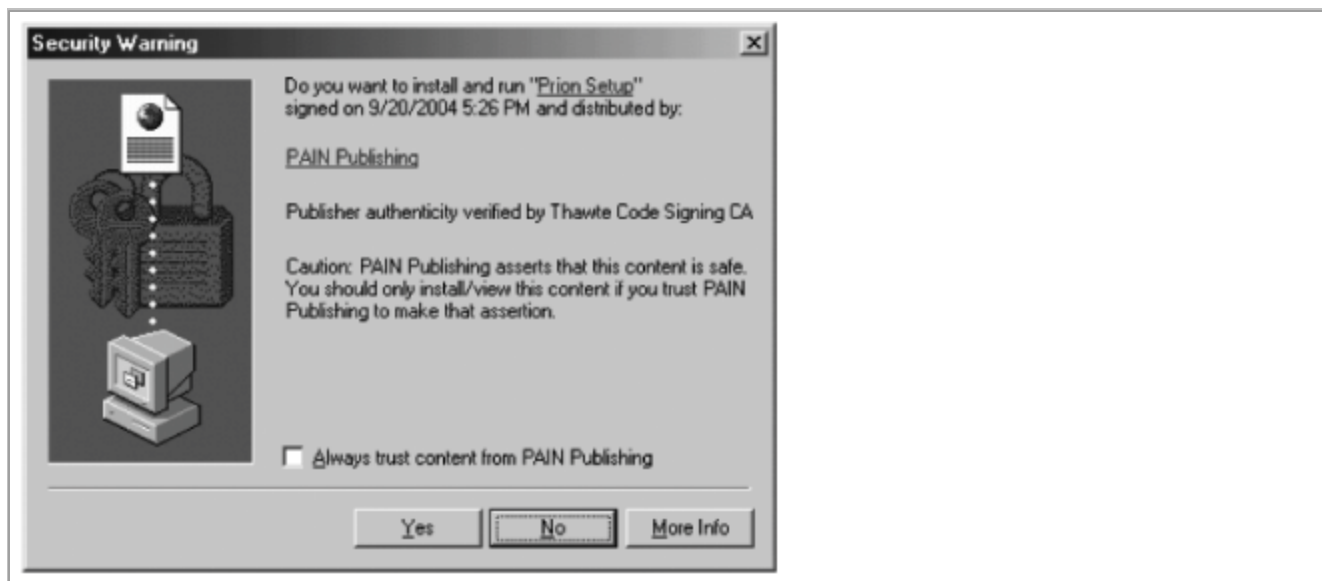 Security Warning
Do you want to install and run "Prion Setup"
signed on 9/20/2004 5:26 PM and distributed by:
PAIN Publishing
Publisher authenticity verified by Thawte Code Signing CA
Caution: PAIN Publishing asserts that this content is safe.
You should only install/view this content if you trust PAIN
Publishing to make that assertion.
Always trust content from PAIN Publishing
Yes No More Info